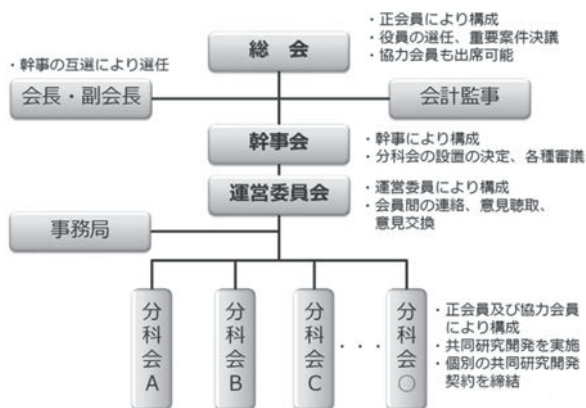 総 会
・正会員により構成
・役員の選任、重要案件決議
・協力会員も出席可能
・幹事の互選により選任
会長・副会長
会計監事
幹事会
・幹事により構成
・分科会の設置の決定、各種審議
運営委員会
・運営委員により構成
・会員間の連絡、意見聴取、
意見交換
事務局
分科会A
分科会B
分科会C
・・・
分科会○
・正会員及び協力会員
により構成
・共同研究開発を実施
・個別の共同研究開発
契約を締結